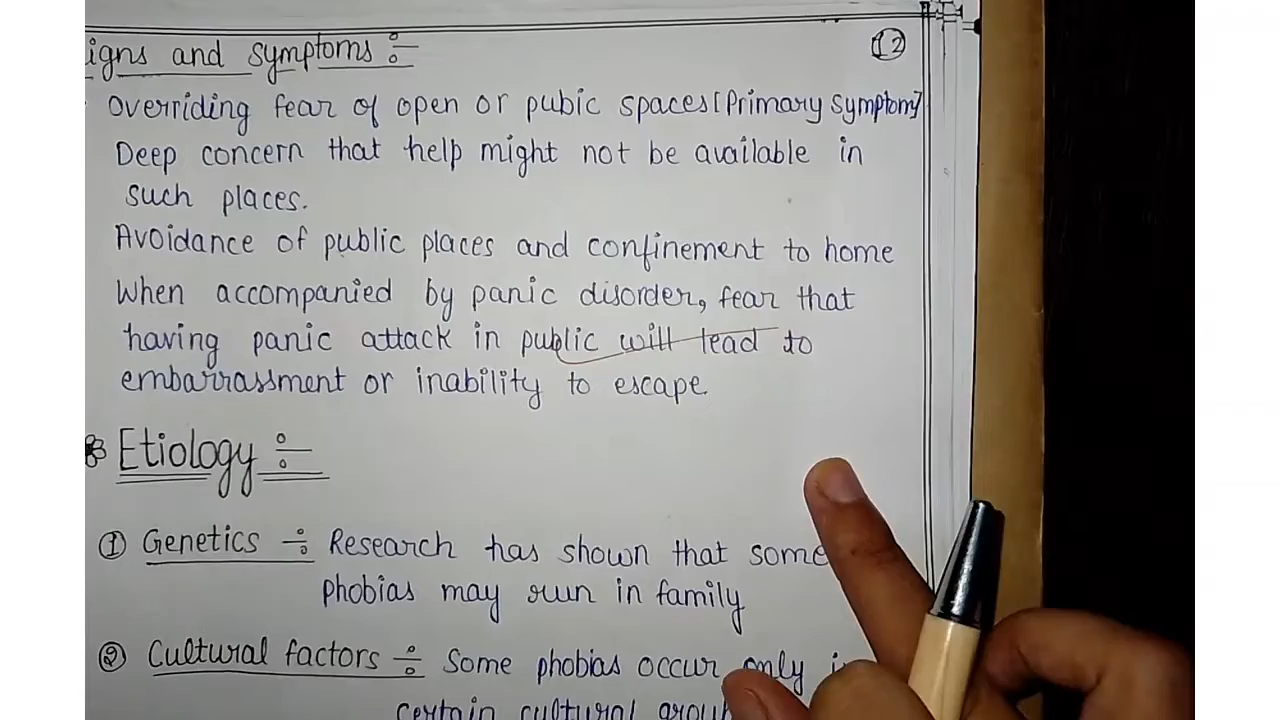 igns and symptoms ÷
12
Overriding fear of open or pubic spaces [Primary symptom]
Deep concern that help might not be available in
such places.
Avoidance of public places and confinement to home
When accompanied by panic disorder, fear that
having panic attack in public will lead to
embarrassment or inability to escape.
Etiology ÷
① Genetics ÷ Research has shown that some
phobias may run in family
② Cultural factors ÷ Some phobias occur only
certain cultural